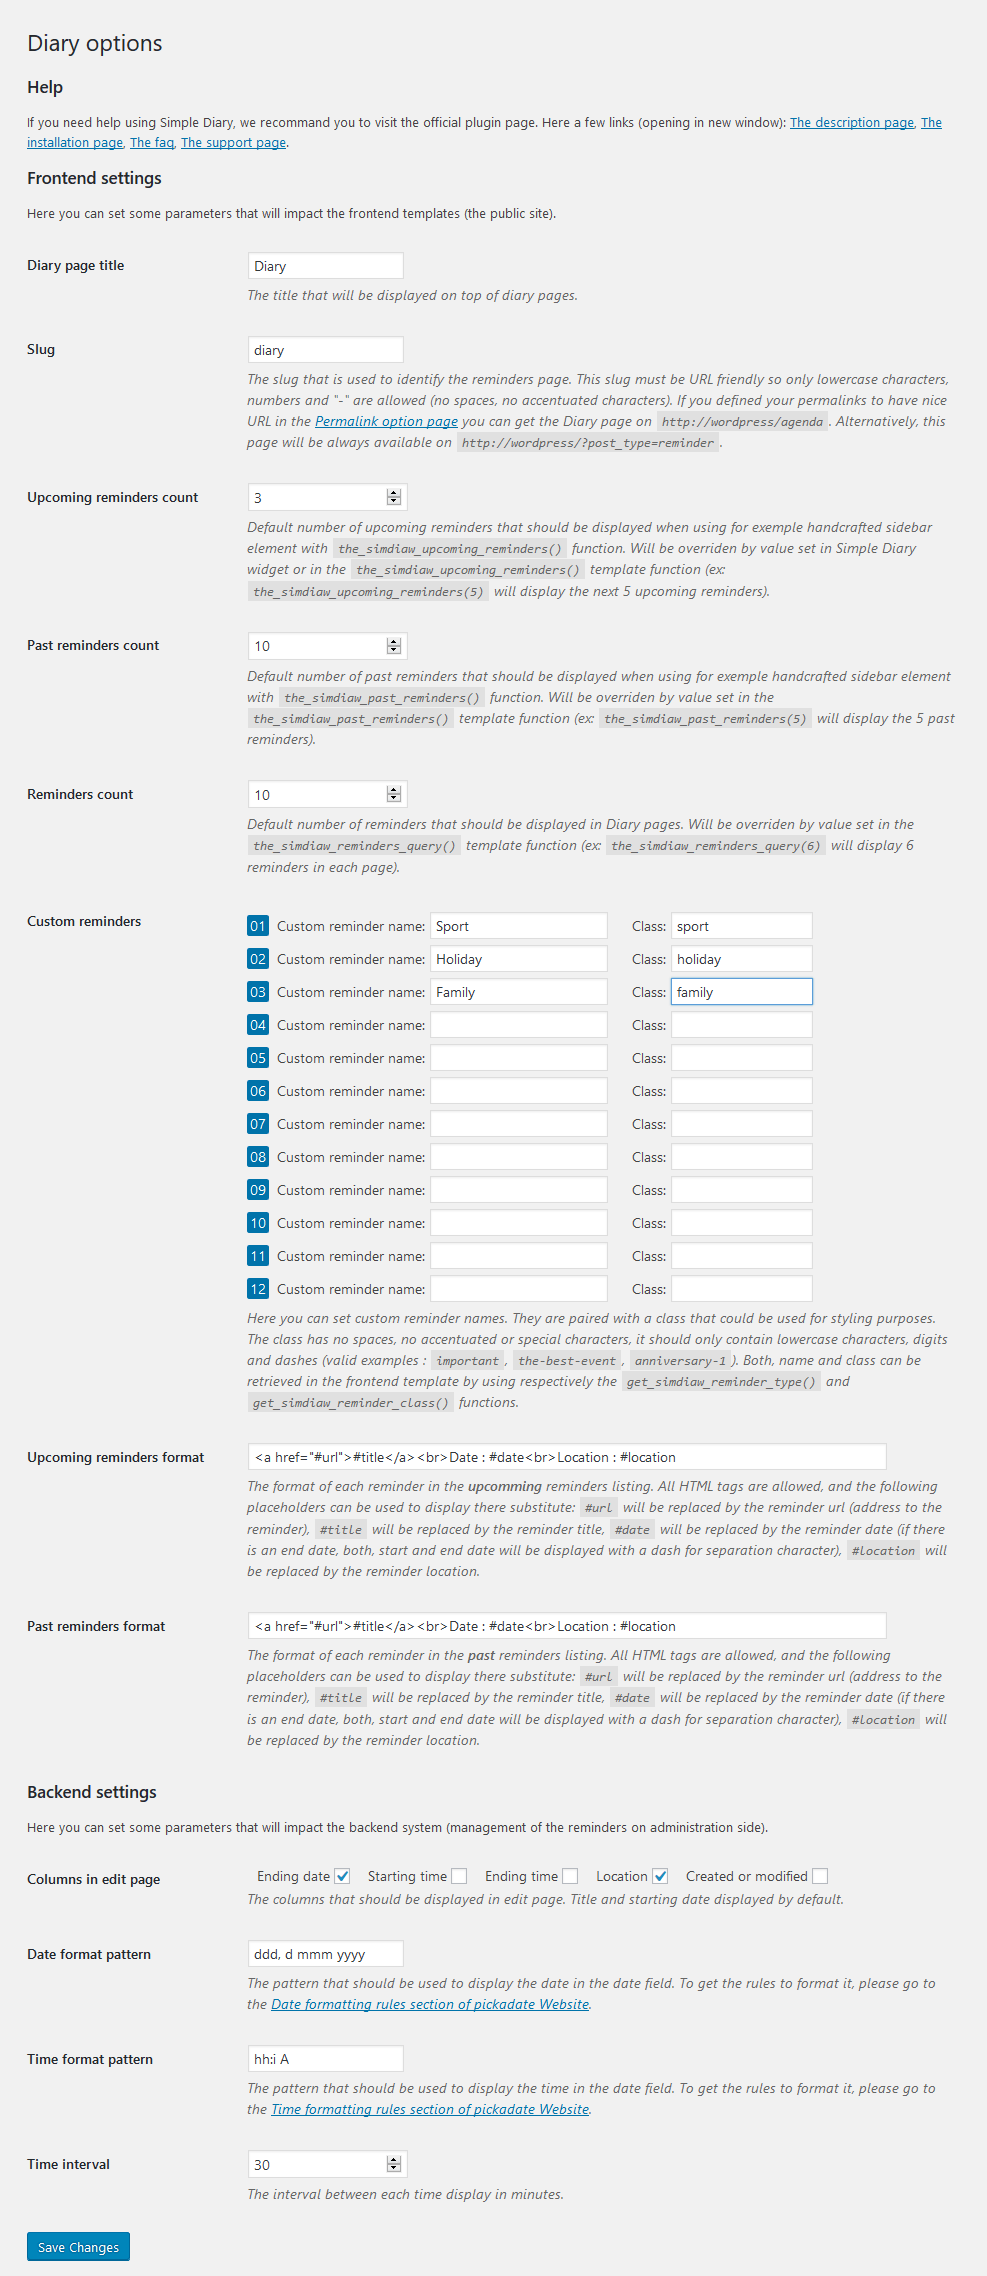 Diary options
Help
If you need help using Simple Diary, we recommand you to visit the official plugin page. Here a few links (opening in new window): The description page, The
installation page, The faq, The support page.
Frontend settings
Here you can set some parameters that will impact the frontend templates (the public site).
Diary page title
Diary
The title that will be displayed on top of diary pages.
Slug
diary
The slug that is used to identify the reminders page. This slug must be URL friendly so only lowercase characters,
numbers and "-" are allowed (no spaces, no accentuated characters). If you defined your permalinks to have nice
URL in the Permalink option page you can get the Diary page on http://wordpress/agenda . Alternatively, this
page will be always available on http://wordpress/?post_type=reminder .
Upcoming reminders count
3
Default number of upcoming reminders that should be displayed when using for exemple handcrafted sidebar
element with the_simdiaw_upcoming_reminders() function. Will be overriden by value set in Simple Diary
widget or in the the_simdiaw_upcoming_reminders() template function (ex:
the_simdiaw_upcoming_reminders(5) will display the next 5 upcoming reminders).
Past reminders count
10
Default number of past reminders that should be displayed when using for exemple handcrafted sidebar element
with the_simdiaw_past_reminders() function. Will be overriden by value set in the
the_simdiaw_past_reminders() template function (ex: the_simdiaw_past_reminders(5) will display the 5 past
reminders).
Reminders count
10
Default number of reminders that should be displayed in Diary pages. Will be overriden by value set in the
the_simdiaw_reminders_query() template function (ex: the_simdiaw_reminders_query(6) will display 6
reminders in each page).
Custom reminders
01 Custom reminder name: Sport Class: sport
02 Custom reminder name: Holiday Class: holiday
03 Custom reminder name: Family Class: family
04 Custom reminder name: Class:
05 Custom reminder name: Class:
06 Custom reminder name: Class:
07 Custom reminder name: Class:
08 Custom reminder name: Class:
09 Custom reminder name: Class:
10 Custom reminder name: Class:
11 Custom reminder name: Class:
12 Custom reminder name: Class:
Here you can set custom reminder names. They are paired with a class that could be used for styling purposes.
The class has no spaces, no accentuated or special characters, it should only contain lowercase characters, digits
and dashes (valid examples : important , the-best-event , anniversary-1 ). Both, name and class can be
retrieved in the frontend template by using respectively the get_simdiaw_reminder_type() and
get_simdiaw_reminder_class() functions.
Upcoming reminders format
<a href="#url">#title</a><br>Date : #date<br>Location : #location
The format of each reminder in the upcomming reminders listing. All HTML tags are allowed, and the following
placeholders can be used to display there substitute: #url will be replaced by the reminder url (address to the
reminder), #title will be replaced by the reminder title, #date will be replaced by the reminder date (if there
is an end date, both, start and end date will be displayed with a dash for separation character), #location will
be replaced by the reminder location.
Past reminders format
<a href="#url">#title</a><br>Date : #date<br>Location : #location
The format of each reminder in the past reminders listing. All HTML tags are allowed, and the following
placeholders can be used to display there substitute: #url will be replaced by the reminder url (address to the
reminder), #title will be replaced by the reminder title, #date will be replaced by the reminder date (if there
is an end date, both, start and end date will be displayed with a dash for separation character), #location will
be replaced by the reminder location.
Backend settings
Here you can set some parameters that will impact the backend system (management of the reminders on administration side).
Columns in edit page
Ending date Starting time Ending time Location Created or modified
The columns that should be displayed in edit page. Title and starting date displayed by default.
Date format pattern
ddd, d mmm yyyy
The pattern that should be used to display the date in the date field. To get the rules to format it, please go to
the Date formatting rules section of pickadate Website.
Time format pattern
hh:i A
The pattern that should be used to display the time in the date field. To get the rules to format it, please go to
the Time formatting rules section of pickadate Website.
Time interval
30
The interval between each time display in minutes.
Save Changes